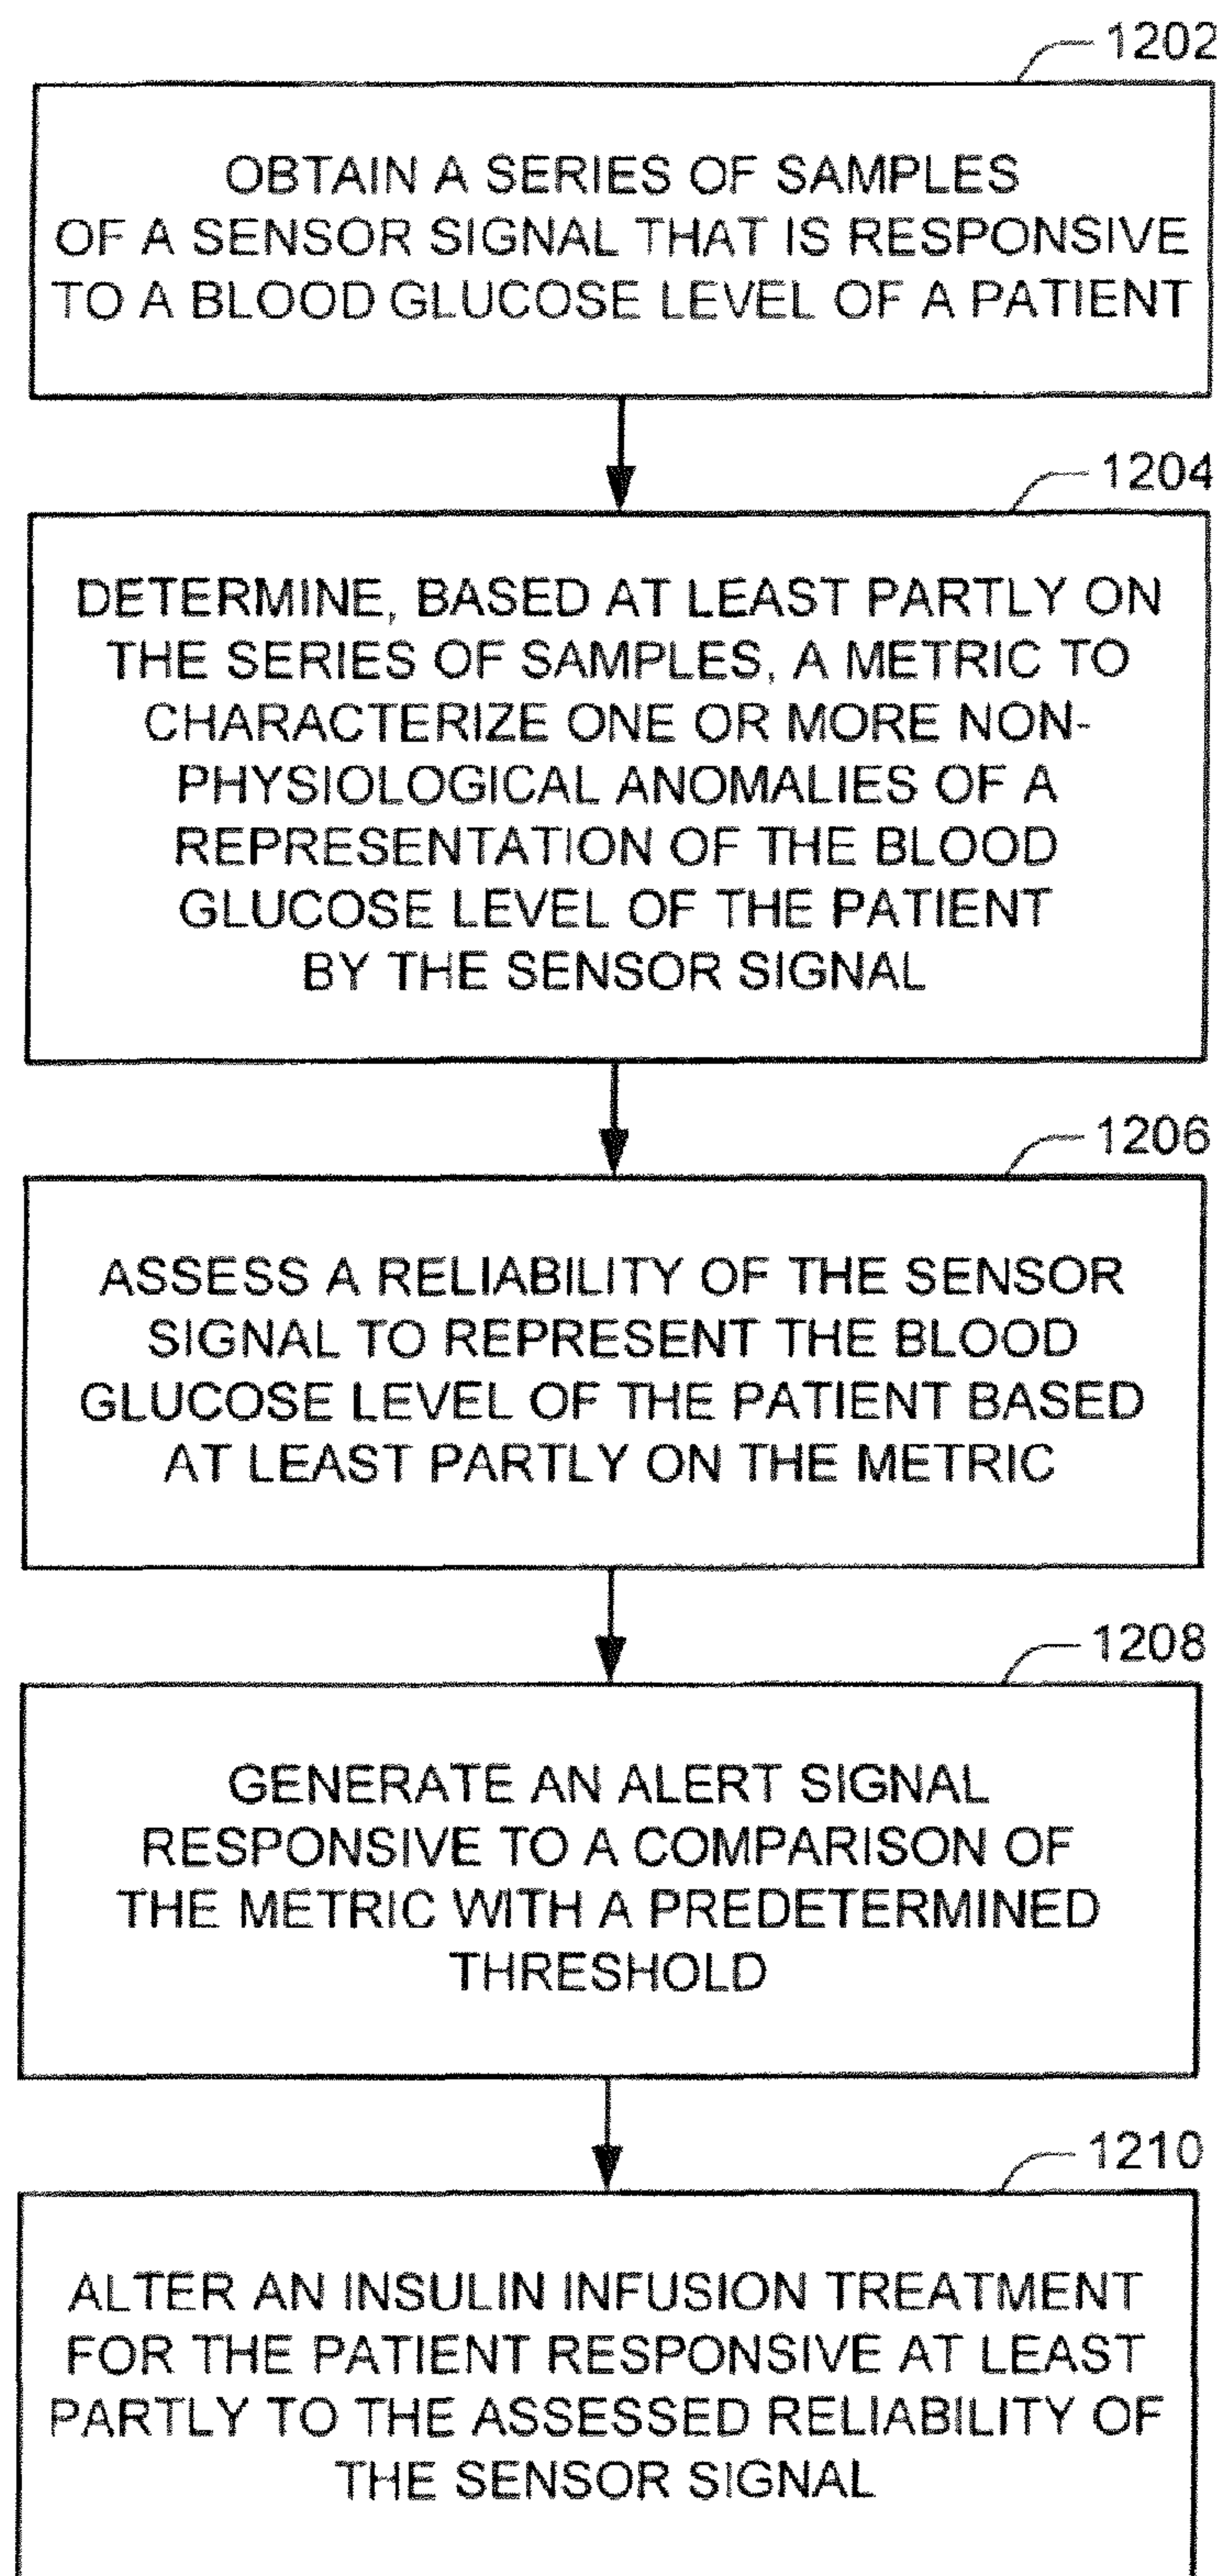 1202
OBTAIN A SERIES OF SAMPLES
OF A SENSOR SIGNAL THAT IS RESPONSIVE
TO A BLOOD GLUCOSE LEVEL OF A PATIENT
1204
DETERMINE, BASED AT LEAST PARTLY ON
THE SERIES OF SAMPLES, A METRIC TO
CHARACTERIZE ONE OR MORE NON-
PHYSIOLOGICAL ANOMALIES OF A
REPRESENTATION OF THE BLOOD
GLUCOSE LEVEL OF THE PATIENT
BY THE SENSOR SIGNAL
1206
ASSESS A RELIABILITY OF THE SENSOR
SIGNAL TO REPRESENT THE BLOOD
GLUCOSE LEVEL OF THE PATIENT BASED
AT LEAST PARTLY ON THE METRIC
1208
GENERATE AN ALERT SIGNAL
RESPONSIVE TO A COMPARISON OF
THE METRIC WITH A PREDETERMINED
THRESHOLD
1210
ALTER AN INSULIN INFUSION TREATMENT
FOR THE PATIENT RESPONSIVE AT LEAST
PARTLY TO THE ASSESSED RELIABILITY OF
THE SENSOR SIGNAL